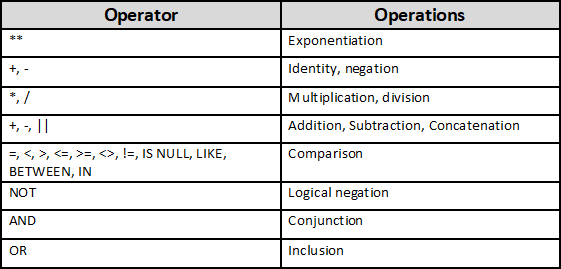 Operator Operations
** Exponentiation
+, - Identity, negation
*, / Multiplication, division
+, -, || Addition, Subtraction, Concatenation
=, <, >, <=, >=, <>, !=, IS NULL, LIKE, Comparison
BETWEEN, IN
NOT Logical negation
AND Conjunction
OR Inclusion